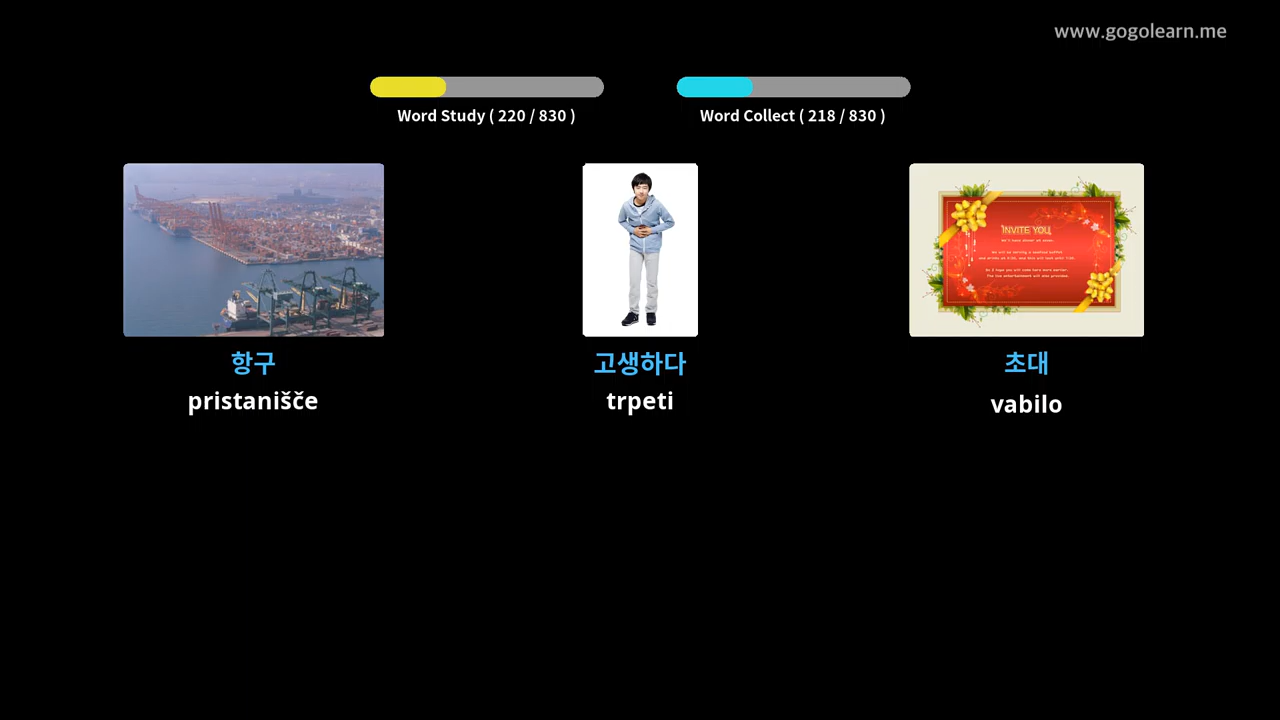 www.gogolearn.me
Word Study ( 220 / 830 )
Word Collect ( 218 / 830 )
INVITE YOU
항구
고생하다
초대
pristanišče
trpeti
vabilo